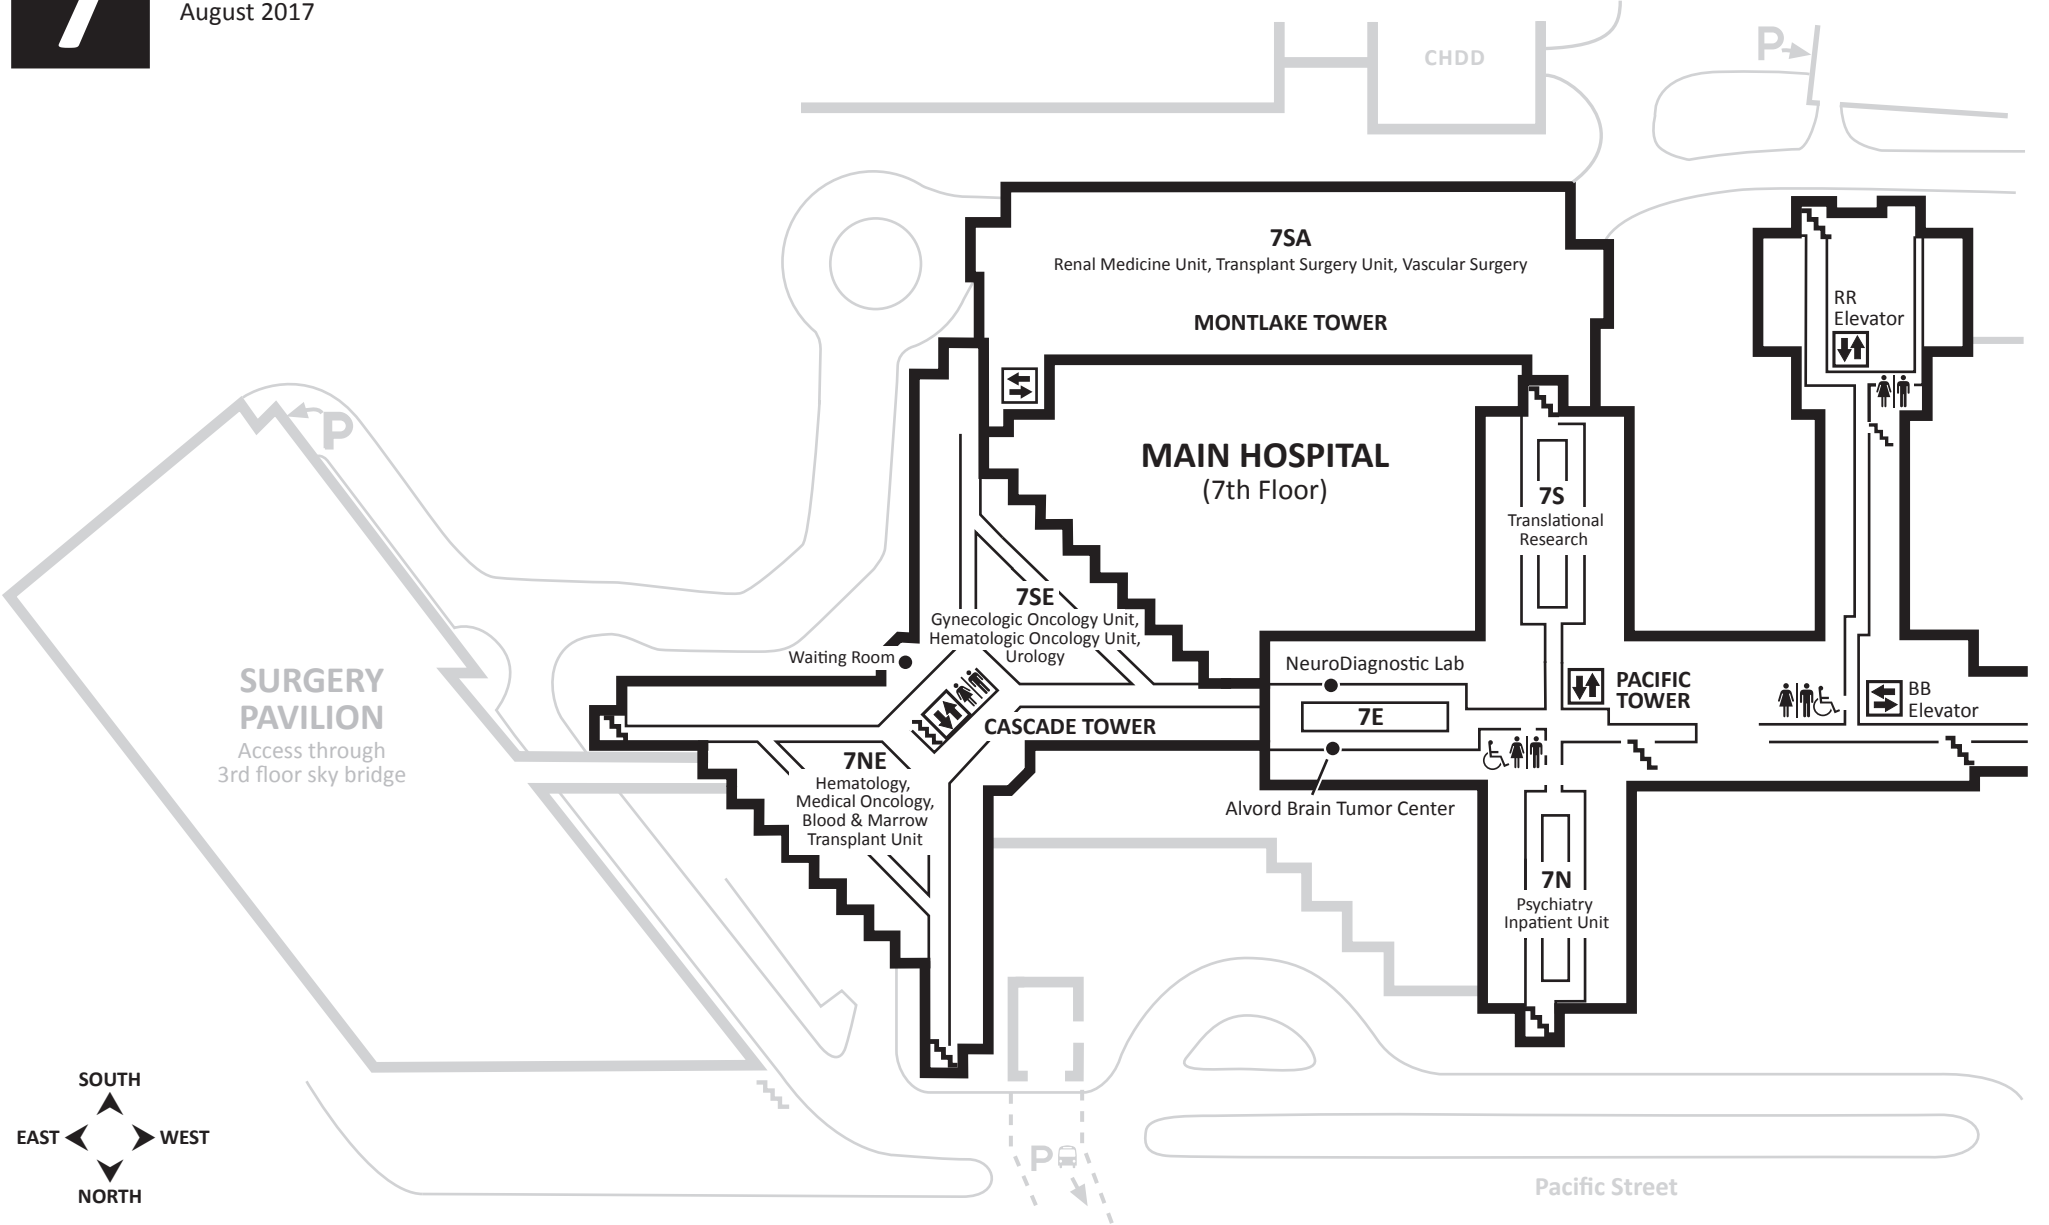 7
August 2017
CHDD
P
7SA
Renal Medicine Unit, Transplant Surgery Unit, Vascular Surgery
MONTLAKE TOWER
RR
Elevator
P
MAIN HOSPITAL
(7th Floor)
7S
Translational
Research
7SE
Gynecologic Oncology Unit,
Hematologic Oncology Unit,
Urology
Waiting Room
NeuroDiagnostic Lab
PACIFIC
TOWER
BB
Elevator
SURGERY
PAVILION
Access through
3rd floor sky bridge
7E
CASCADE TOWER
7NE
Hematology,
Medical Oncology,
Blood & Marrow
Transplant Unit
Alvord Brain Tumor Center
7N
Psychiatry
Inpatient Unit
SOUTH
EAST
WEST
NORTH
P
Pacific Street